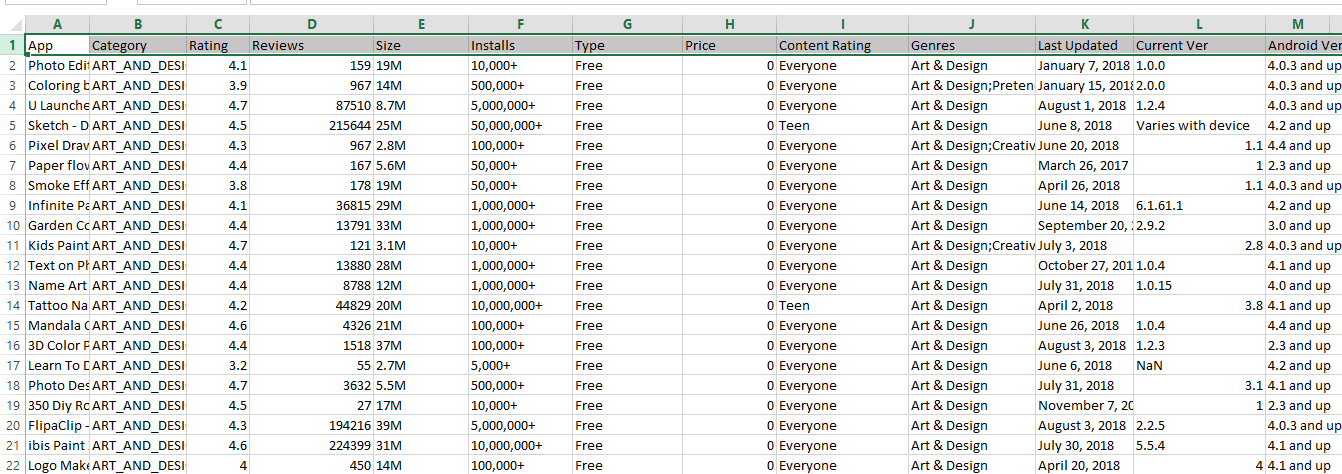 A B C D E F G H I J K L M
1 App Category Rating Reviews Size Installs Type Price Content Rating Genres Last Updated Current Ver Android Ver
2 Photo Edi ART_AND_DESI 4.1 159 19M 10,000+ Free 0 Everyone Art & Design January 7, 2018 1.0.0 4.0.3 and up
3 Coloring b ART_AND_DESI 3.9 967 14M 500,000+ Free 0 Everyone Art & Design;Preten January 15, 2018 2.0.0 4.0.3 and up
4 U Launche ART_AND_DESI 4.7 87510 8.7M 5,000,000+ Free 0 Everyone Art & Design August 1, 2018 1.2.4 4.0.3 and up
5 Sketch - D ART_AND_DESI 4.5 215644 25M 50,000,000+ Free 0 Teen Art & Design June 8, 2018 Varies with device 4.2 and up
6 Pixel Draw ART_AND_DESI 4.3 967 2.8M 100,000+ Free 0 Everyone Art & Design;Creativ June 20, 2018 1.1 4.4 and up
7 Paper flow ART_AND_DESI 4.4 167 5.6M 50,000+ Free 0 Everyone Art & Design March 26, 2017 1 2.3 and up
8 Smoke Eff ART_AND_DESI 3.8 178 19M 50,000+ Free 0 Everyone Art & Design April 26, 2018 1.1 4.0.3 and up
9 Infinite Pa ART_AND_DESI 4.1 36815 29M 1,000,000+ Free 0 Everyone Art & Design June 14, 2018 6.1.61.1 4.2 and up
10 Garden Co ART_AND_DESI 4.4 13791 33M 1,000,000+ Free 0 Everyone Art & Design September 20, 2.9.2 3.0 and up
11 Kids Paint ART_AND_DESI 4.7 121 3.1M 10,000+ Free 0 Everyone Art & Design;Creativ July 3, 2018 2.8 4.0.3 and up
12 Text on Ph ART_AND_DESI 4.4 13880 28M 1,000,000+ Free 0 Everyone Art & Design October 27, 201 1.0.4 4.1 and up
13 Name Art ART_AND_DESI 4.4 8788 12M 1,000,000+ Free 0 Everyone Art & Design July 31, 2018 1.0.15 4.0 and up
14 Tattoo Na ART_AND_DESI 4.2 44829 20M 10,000,000+ Free 0 Teen Art & Design April 2, 2018 3.8 4.1 and up
15 Mandala C ART_AND_DESI 4.6 4326 21M 100,000+ Free 0 Everyone Art & Design June 26, 2018 1.0.4 4.4 and up
16 3D Color P ART_AND_DESI 4.4 1518 37M 100,000+ Free 0 Everyone Art & Design August 3, 2018 1.2.3 2.3 and up
17 Learn To D ART_AND_DESI 3.2 55 2.7M 5,000+ Free 0 Everyone Art & Design June 6, 2018 NaN 4.2 and up
18 Photo Des ART_AND_DESI 4.7 3632 5.5M 500,000+ Free 0 Everyone Art & Design July 31, 2018 3.1 4.1 and up
19 350 Diy Ro ART_AND_DESI 4.5 27 17M 10,000+ Free 0 Everyone Art & Design November 7, 20 1 2.3 and up
20 FlipaClip - ART_AND_DESI 4.3 194216 39M 5,000,000+ Free 0 Everyone Art & Design August 3, 2018 2.2.5 4.0.3 and up
21 ibis Paint ART_AND_DESI 4.6 224399 31M 10,000,000+ Free 0 Everyone Art & Design July 30, 2018 5.5.4 4.1 and up
22 Logo Make ART_AND_DESI 4 450 14M 100,000+ Free 0 Everyone Art & Design April 20, 2018 4 4.1 and up